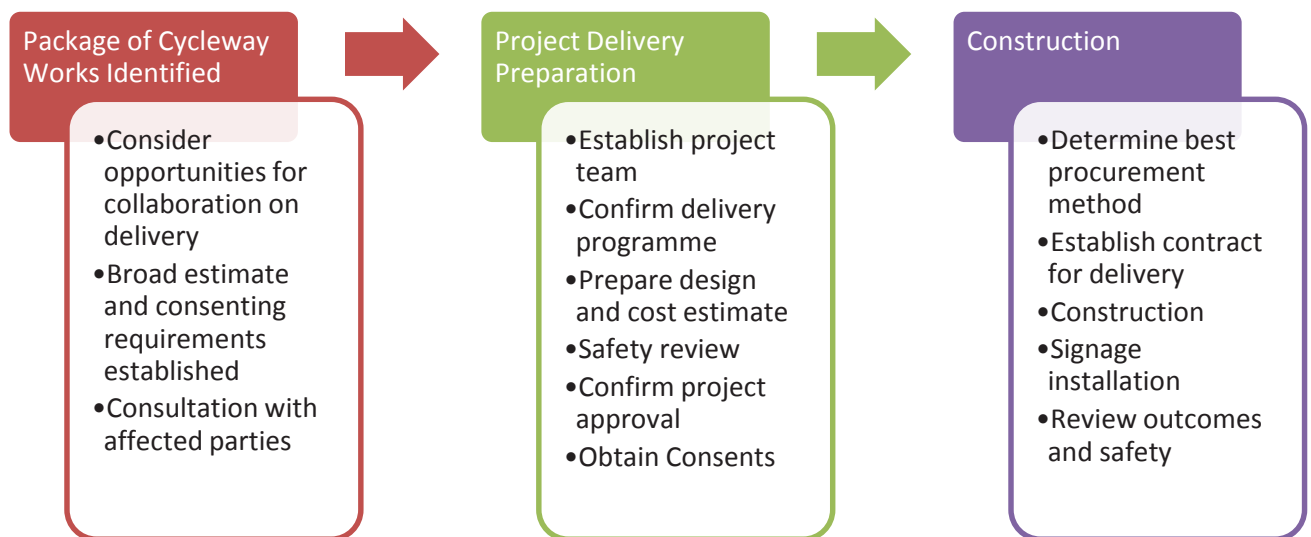 Package of Cycleway
Works Identified
•Consider
opportunities for
collaboration on
delivery
•Broad estimate
and consenting
requirements
established
•Consultation with
affected parties
Project Delivery
Preparation
•Establish project
team
•Confirm delivery
programme
•Prepare design
and cost estimate
•Safety review
•Confirm project
approval
•Obtain Consents
Construction
•Determine best
procurement
method
•Establish contract
for delivery
•Construction
•Signage
installation
•Review outcomes
and safety